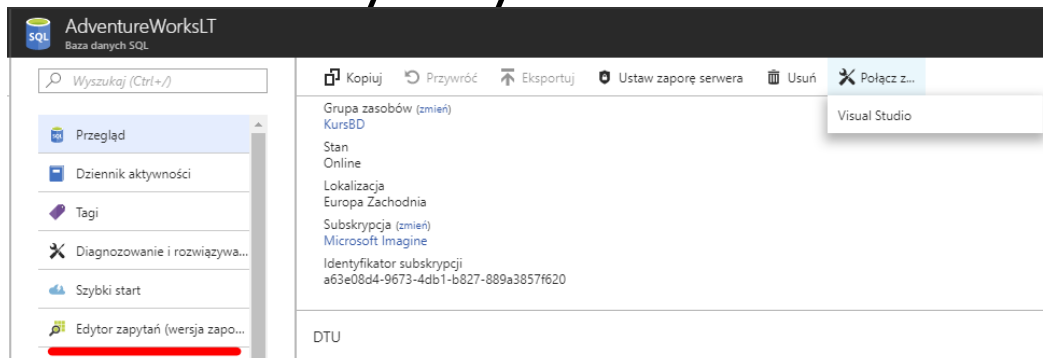 AdventureWorksLT
SQL
Baza danych SQL
Wyszukaj (Ctrl+/)
Kopiuj Przywróć Eksportuj Ustaw zaporę serwera Usuń Połącz z...
Visual Studio
Przegląd
Dziennik aktywności
Tagi
Diagnozowanie i rozwiązywa...
Szybki start
Edytor zapytań (wersja zapo...
Grupa zasobów (zmień)
KursBD
Stan
Online
Lokalizacja
Europa Zachodnia
Subskrypcja (zmień)
Microsoft Imagine
Identyfikator subskrypcji
a63e08d4-9673-4db1-b827-889a3857f620
DTU